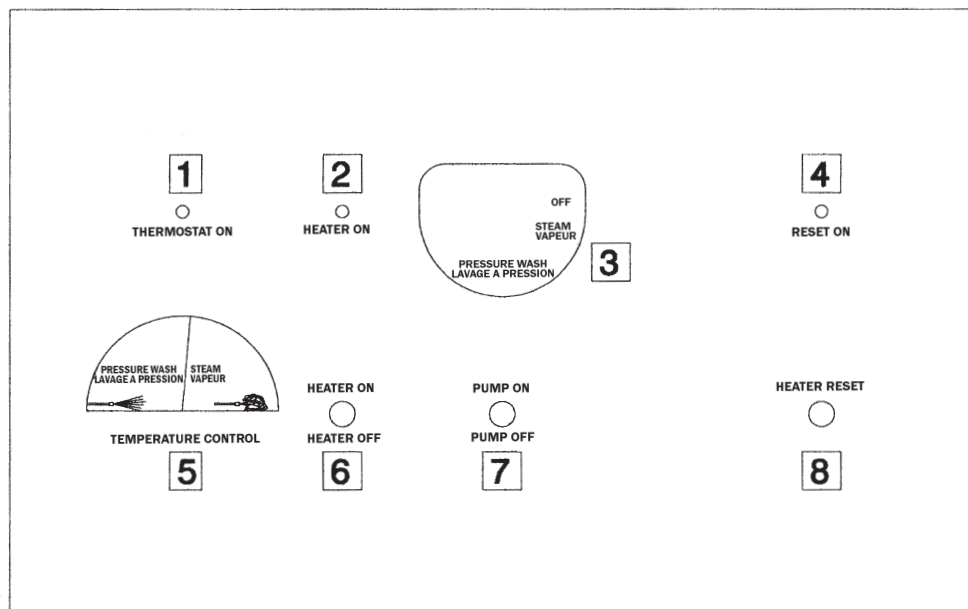 1
2
4
THERMOSTAT ON
HEATER ON
OFF
STEAM
VAPEUR
PRESSURE WASH
LAVAGE A PRESSION
3
RESET ON
PRESSURE WASH
LAVAGE A PRESSION
STEAM
VAPEUR
TEMPERATURE CONTROL
5
HEATER ON
HEATER OFF
6
PUMP ON
PUMP OFF
7
HEATER RESET
8